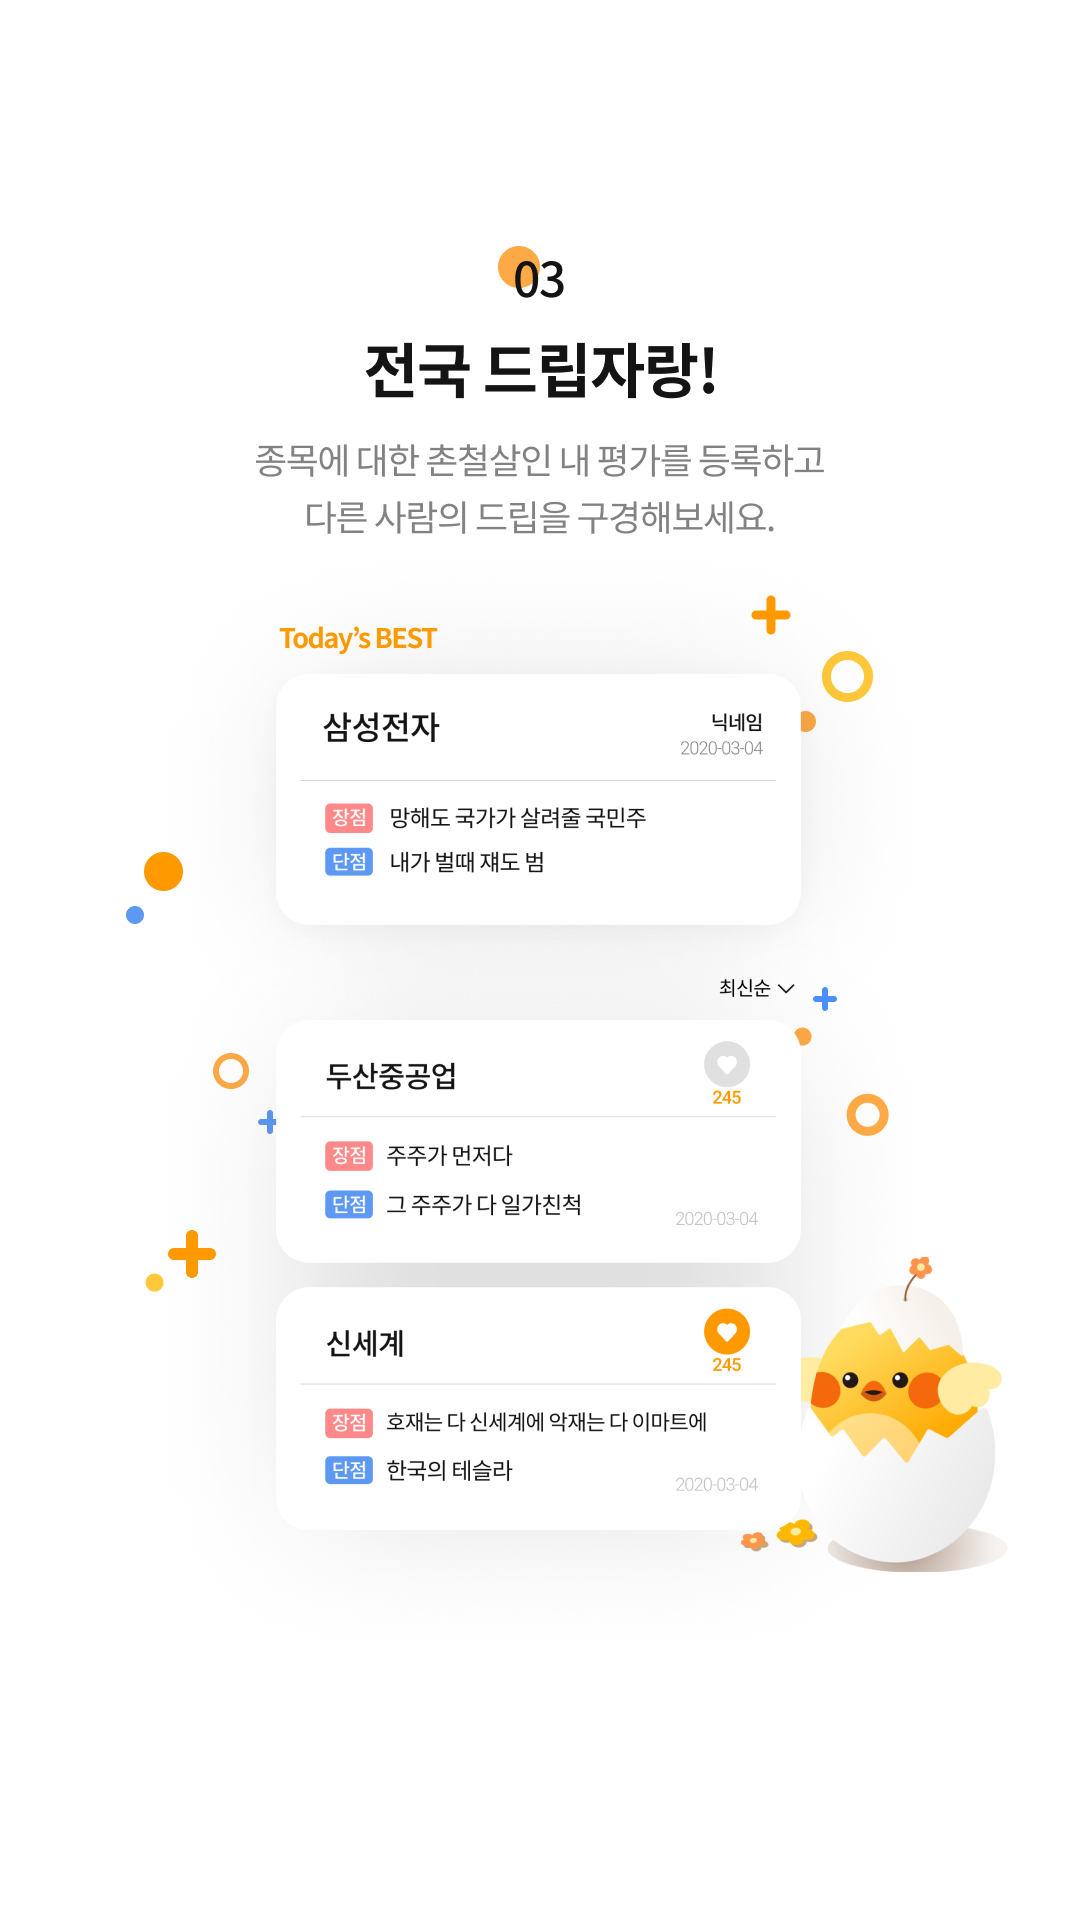 03
전국 드립자랑!
종목에 대한 촌철살인 내 평가를 등록하고
다른 사람의 드립을 구경해보세요.
Today’s BEST
삼성전자
닉네임
2020-03-04
장점 망해도 국가가 살려줄 국민주
단점 내가 벌때 쟤도 범
최신순
두산중공업
245
장점 주주가 먼저다
단점 그 주주가 다 일가친척
2020-03-04
신세계
245
장점 호재는 다 신세계에 악재는 다 이마트에
단점 한국의 테슬라
2020-03-04